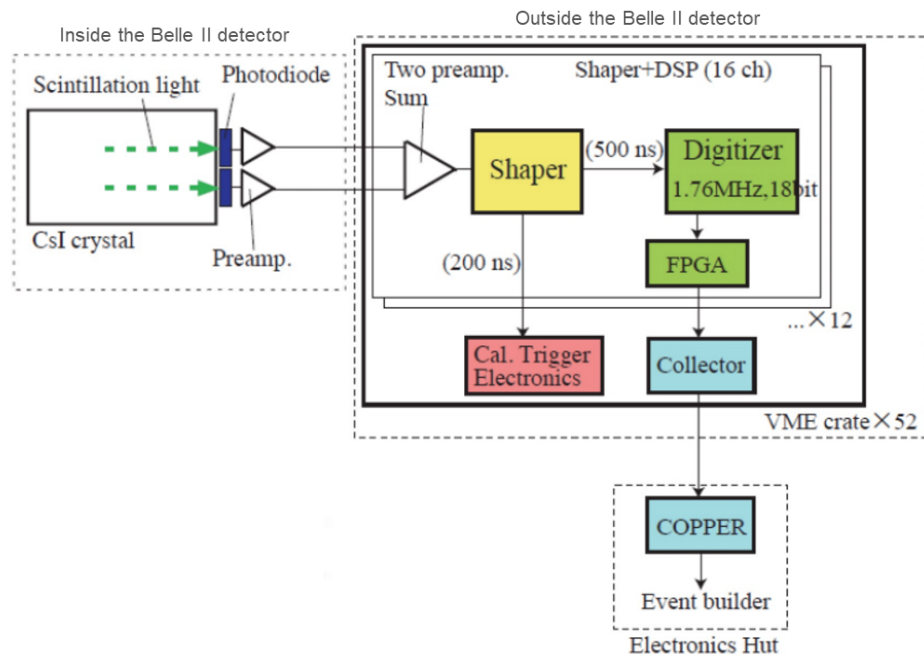 Inside the Belle II detector
Outside the Belle II detector
Scintillation light
Photodiode
CsI crystal
Preamp.
Two preamp.
Sum
Shaper+DSP (16 ch)
Shaper
(500 ns)
Digitizer
1.76MHz,18bit
(200 ns)
FPGA
...×12
Cal. Trigger
Electronics
Collector
VME crate×52
COPPER
Event builder
Electronics Hut